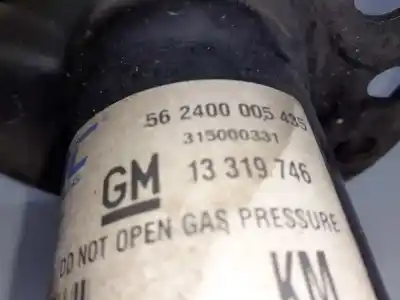 56 2400 005 435
315000331
GM 13 319 746
DO NOT OPEN GAS PRESSURE
KM